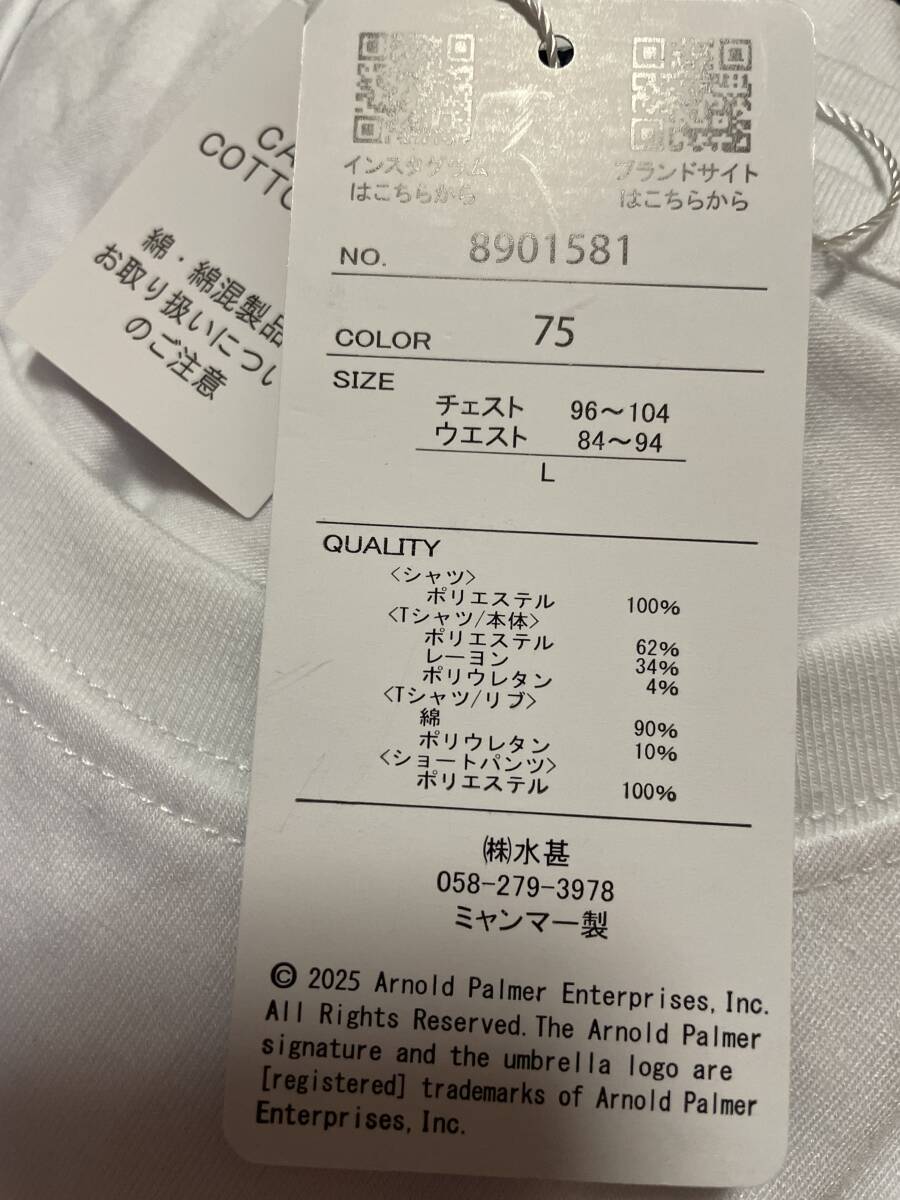 インスタグラム
はこちらから
ブランドサイト
はこちらから
NO. 8901581
COLOR 75
SIZE
チェスト 96〜104
ウエスト 84〜94
L
QUALITY
〈シャツ〉
ポリエステル 100%
〈Tシャツ/本体〉
ポリエステル 62%
レーヨン 34%
ポリウレタン 4%
〈Tシャツ/リブ〉
綿 90%
ポリウレタン 10%
〈ショートパンツ〉
ポリエステル 100%
㈱水甚
058-279-3978
ミャンマー製
© 2025 Arnold Palmer Enterprises, Inc.
All Rights Reserved. The Arnold Palmer
signature and the umbrella logo are
[registered] trademarks of Arnold Palmer
Enterprises, Inc.
CA
COTTO
綿・綿混製品
お取り扱いについ
のご注意